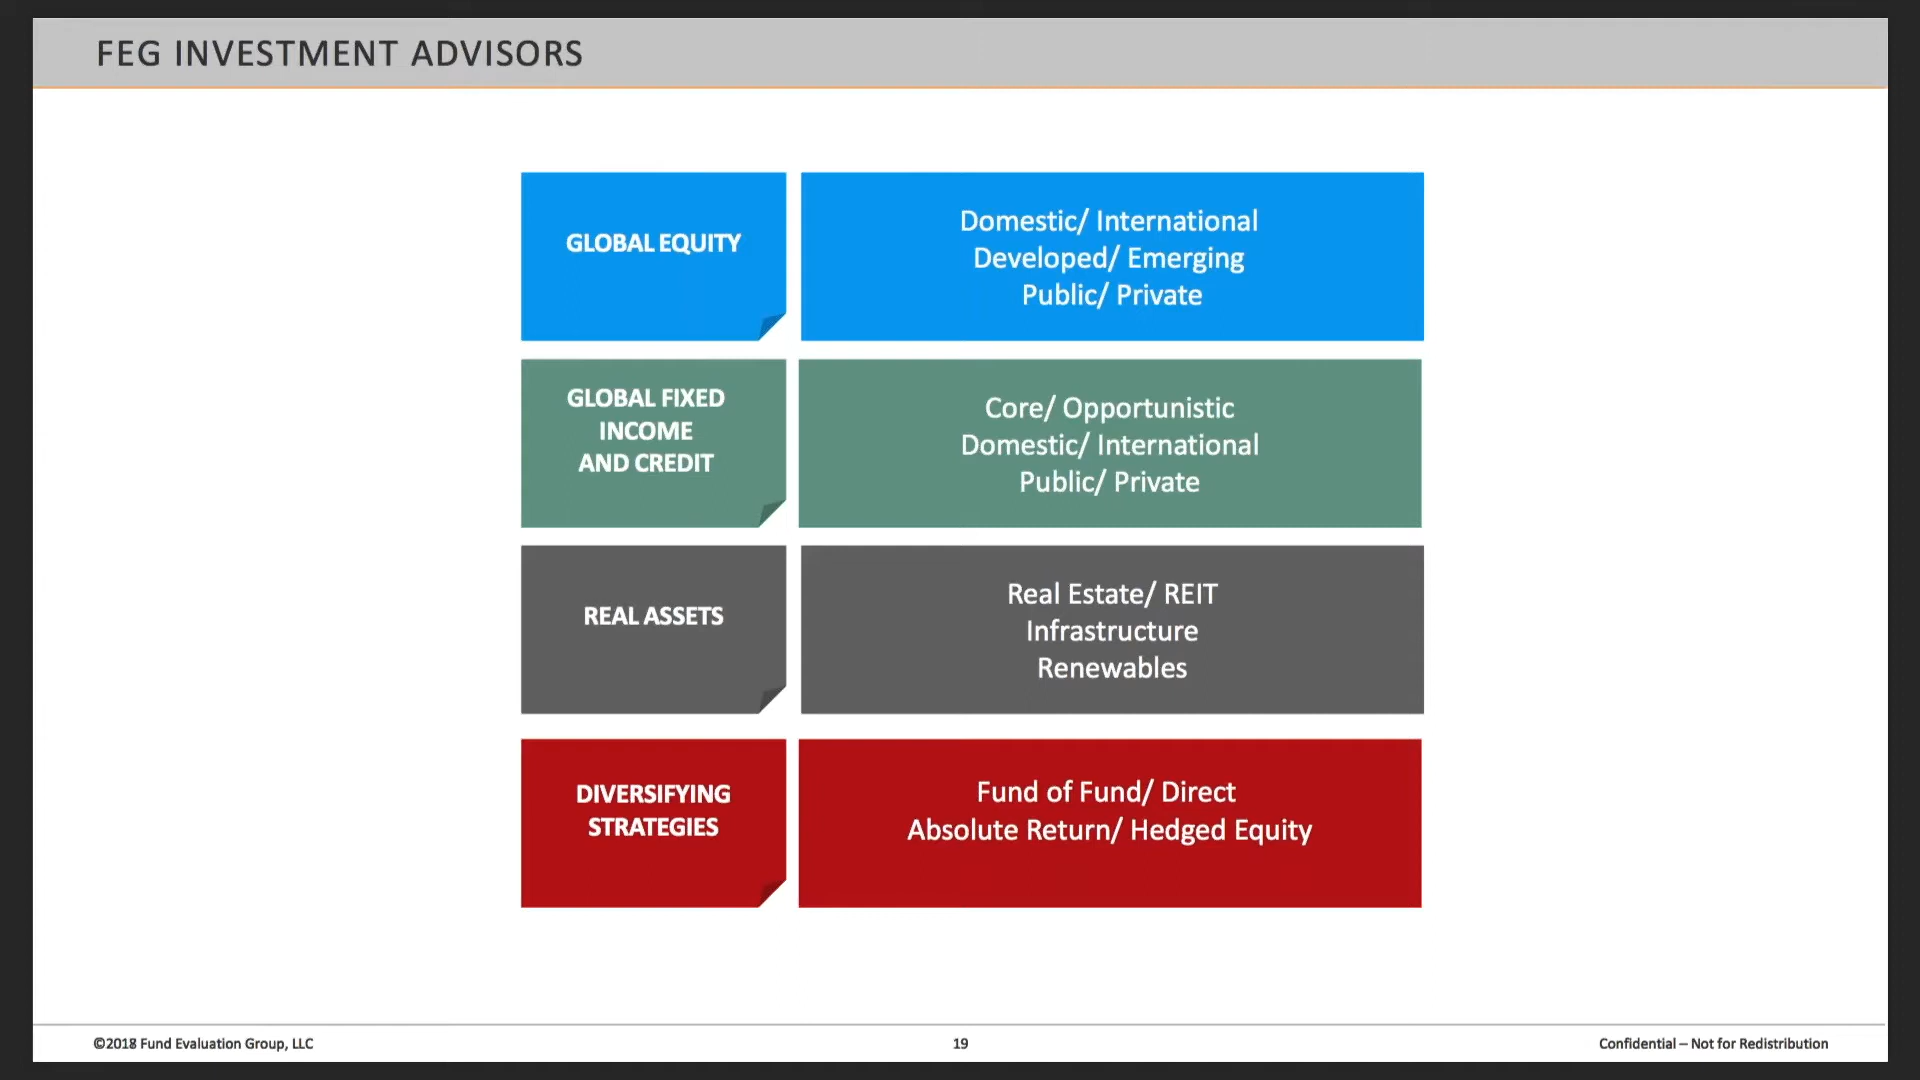 FEG INVESTMENT ADVISORS
GLOBAL EQUITY
Domestic/ International
Developed/ Emerging
Public/ Private
GLOBAL FIXED
INCOME
AND CREDIT
Core/ Opportunistic
Domestic/ International
Public/ Private
REAL ASSETS
Real Estate/ REIT
Infrastructure
Renewables
DIVERSIFYING
STRATEGIES
Fund of Fund/ Direct
Absolute Return/ Hedged Equity
©2018 Fund Evaluation Group, LLC
19
Confidential – Not for Redistribution